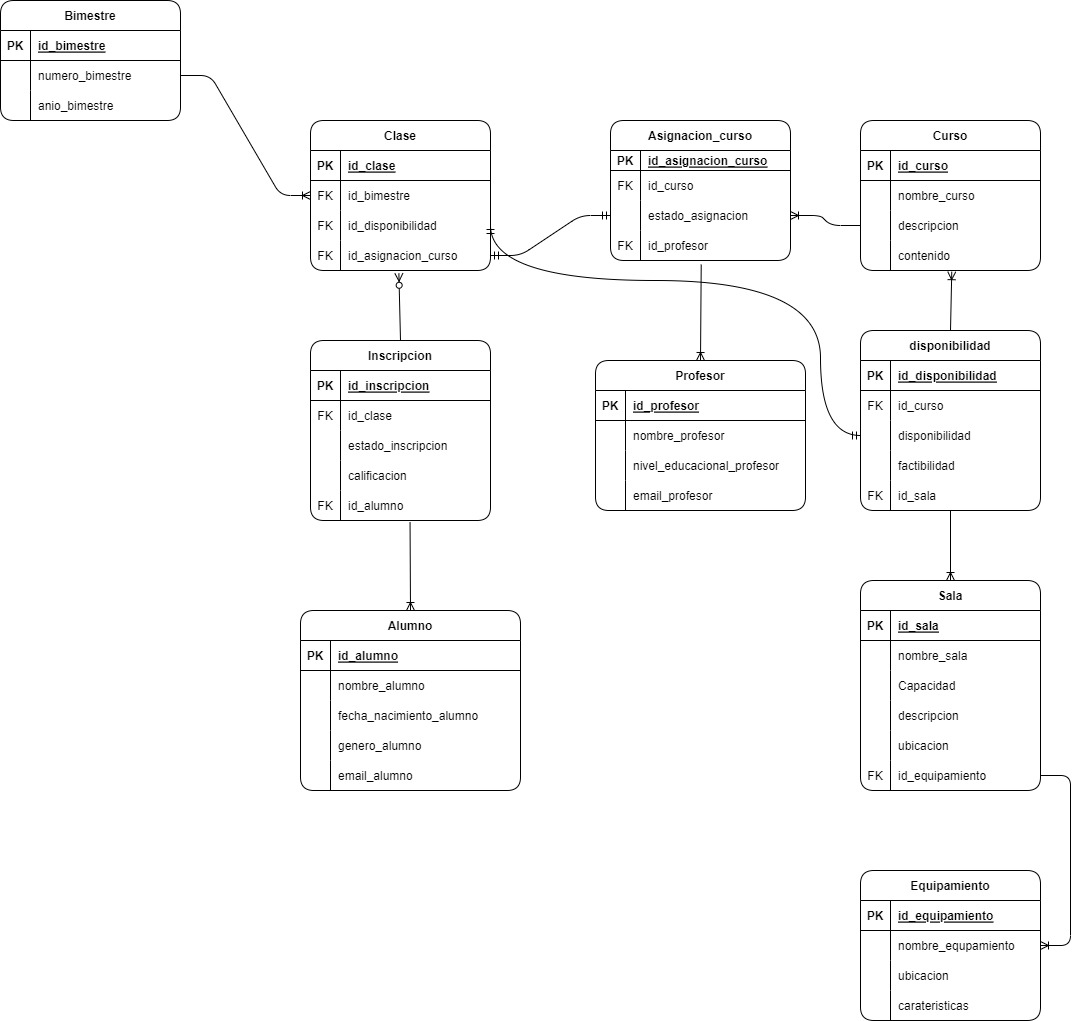 Bimestre
PK id_bimestre
numero_bimestre
anio_bimestre
Clase
PK id_clase
FK id_bimestre
FK id_disponibilidad
FK id_asignacion_curso
Asignacion_curso
PK id_asignacion_curso
FK id_curso
estado_asignacion
FK id_profesor
Curso
PK id_curso
nombre_curso
descripcion
contenido
Inscripcion
PK id_inscripcion
FK id_clase
estado_inscripcion
calificacion
FK id_alumno
Profesor
PK id_profesor
nombre_profesor
nivel_educacional_profesor
email_profesor
disponibilidad
PK id_disponibilidad
FK id_curso
disponibilidad
factibilidad
FK id_sala
Alumno
PK id_alumno
nombre_alumno
fecha_nacimiento_alumno
genero_alumno
email_alumno
Sala
PK id_sala
nombre_sala
Capacidad
descripcion
ubicacion
FK id_equipamiento
Equipamiento
PK id_equipamiento
nombre_equpamiento
ubicacion
carateristicas